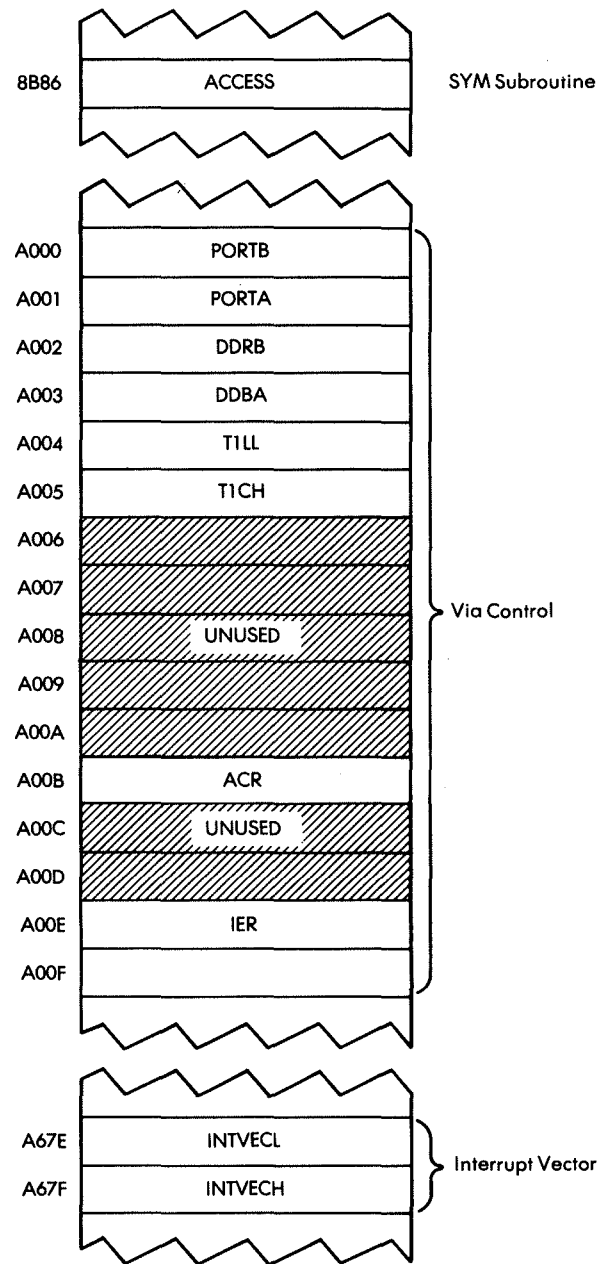 8B86 ACCESS SYM Subroutine
A000 PORTB
A001 PORTA
A002 DDRB
A003 DDBA
A004 T1LL
A005 T1CH
A006
A007
Via Control
A008 UNUSED
A009
A00A
A00B ACR
A00C UNUSED
A00D
A00E IER
A00F
A67E INTVECL
Interrupt Vector
A67F INTVECH